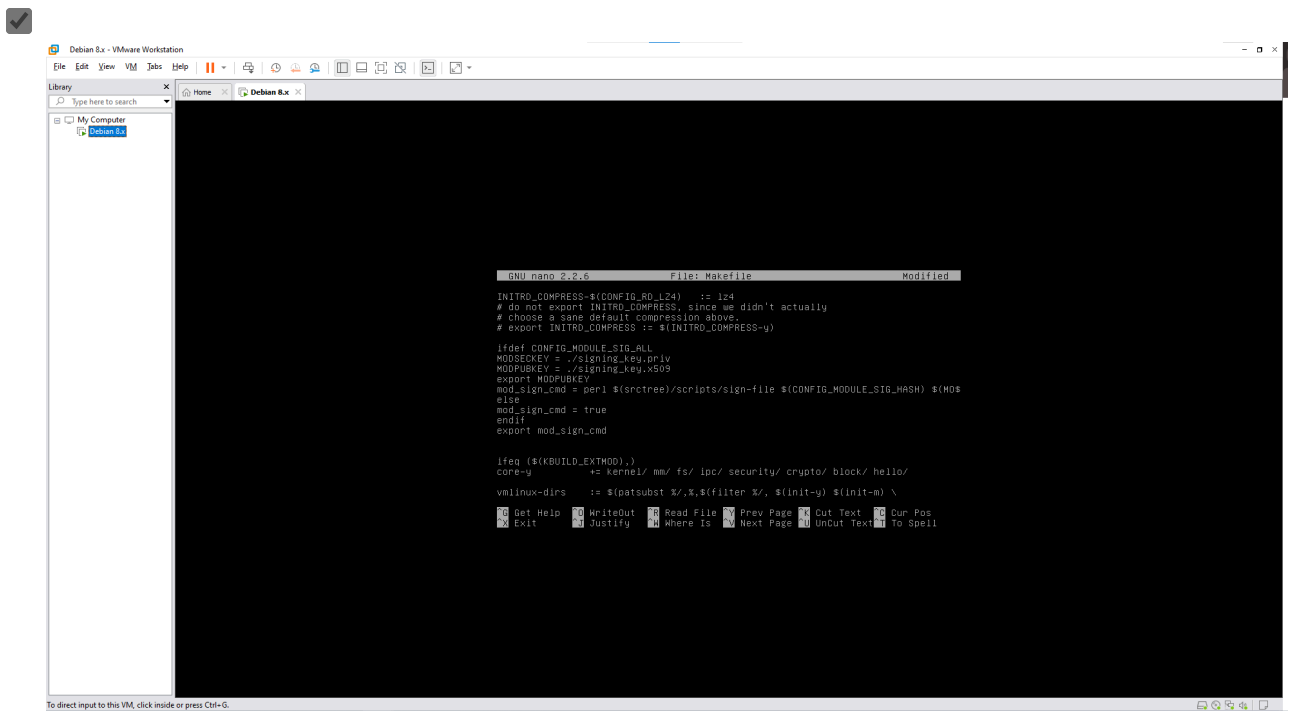 Debian 8.x - VMware Workstation
File Edit View VM Tabs Help
Library
Type here to search
Home
Debian 8.x
My Computer
Debian 8.x
GNU nano 2.2.6 File: Makefile Modified
INITRD_COMPRESS-$(CONFIG_RD_LZ4) := lz4
# do not export INITRD_COMPRESS, since we didn't actually
# choose a sane default compression above.
# export INITRD_COMPRESS := $(INITRD_COMPRESS-y)
ifdef CONFIG_MODULE_SIG_ALL
MODSECKEY = ./signing_key.priv
MODPUBKEY = ./signing_key.x509
export MODPUBKEY
mod_sign_cmd = perl $(srctree)/scripts/sign-file $(CONFIG_MODULE_SIG_HASH) $(MO$
else
mod_sign_cmd = true
endif
export mod_sign_cmd
ifeq ($(KBUILD_EXTMOD),)
core-y += kernel/ mm/ fs/ ipc/ security/ crypto/ block/ hello/
vmlinux-dirs := $(patsubst %/,%,$(filter %/, $(init-y) $(init-m) \
^G Get Help ^O WriteOut ^R Read File ^Y Prev Page ^K Cut Text ^C Cur Pos
^X Exit ^J Justify ^W Where Is ^V Next Page ^U UnCut Text ^T To Spell
To direct input to this VM, click inside or press Ctrl+G.